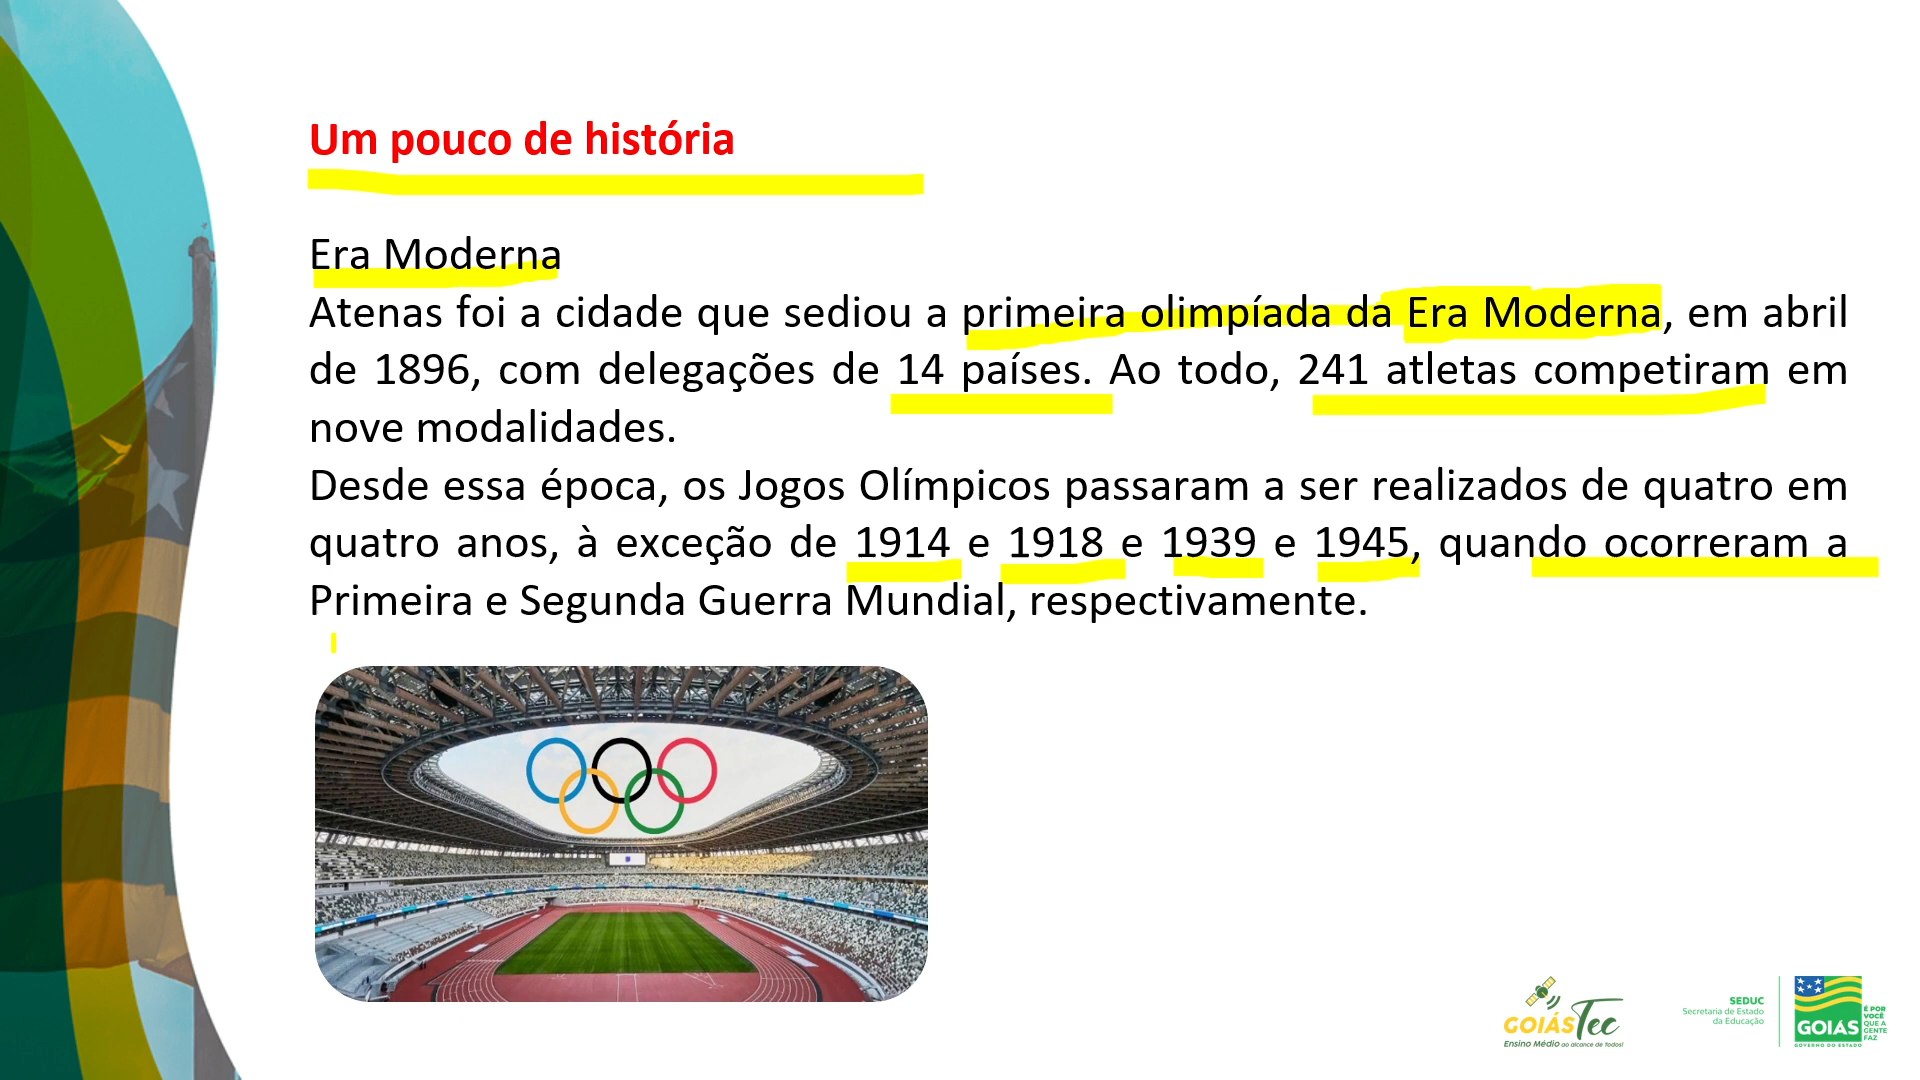 Um pouco de história
Era Moderna
Atenas foi a cidade que sediou a primeira olimpíada da Era Moderna, em abril
de 1896, com delegações de 14 países. Ao todo, 241 atletas competiram em
nove modalidades.
Desde essa época, os Jogos Olímpicos passaram a ser realizados de quatro em
quatro anos, à exceção de 1914 e 1918 e 1939 e 1945, quando ocorreram a
Primeira e Segunda Guerra Mundial, respectivamente.
GOIÁSTec
Ensino Médio ao alcance de Todos!
SEDUC
Secretaria de Estado
da Educação
GOIÁS
GOVERNO DO ESTADO
É POR
VOCÊ
QUE A
GENTE
FAZ